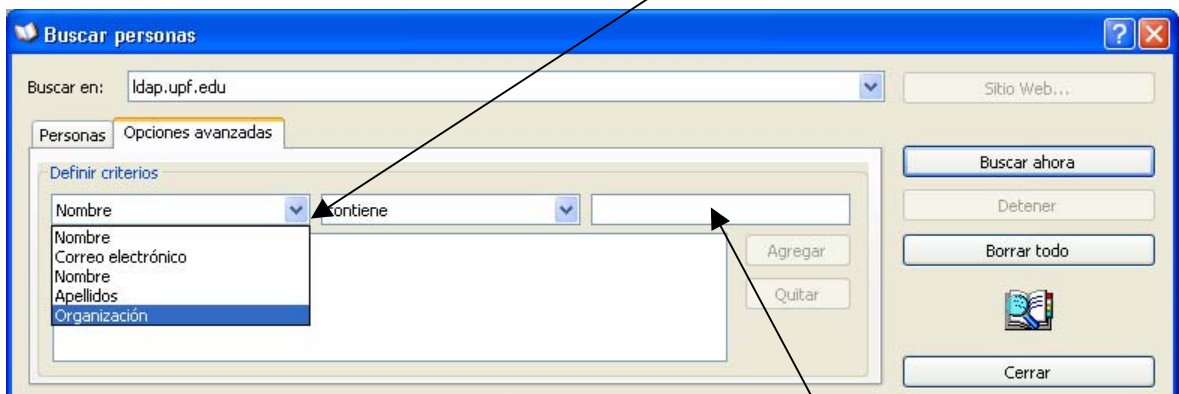 Buscar personas
Buscar en: ldap.upf.edu Sitio Web...
Personas Opciones avanzadas
Definir criterios
Nombre contiene
Nombre
Correo electrónico
Nombre
Apellidos
Organización
Agregar
Quitar
Buscar ahora
Detener
Borrar todo
Cerrar